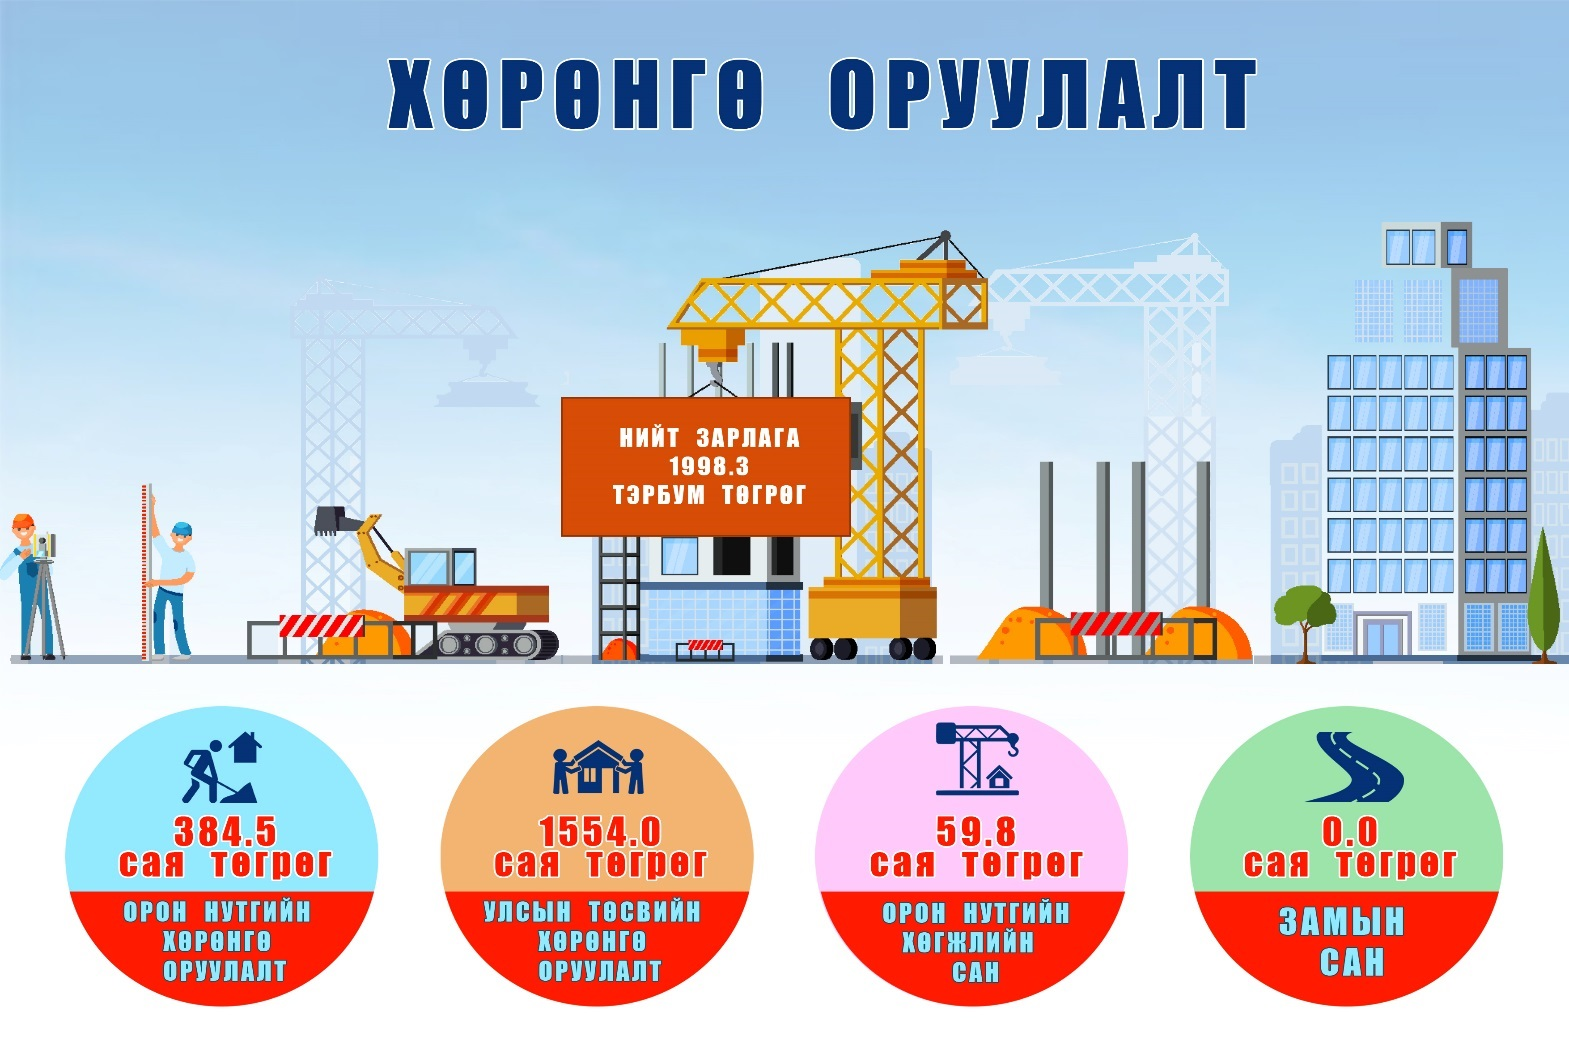 ХӨРӨНГӨ ОРУУЛАЛТ
НИЙТ ЗАРЛАГА
1998.3
ТЭРБУМ ТӨГРӨГ
384.5
сая төгрөг
ОРОН НУТГИЙН
ХӨРӨНГӨ
ОРУУЛАЛТ
1554.0
сая төгрөг
УЛСЫН ТӨСВИЙН
ХӨРӨНГӨ
ОРУУЛАЛТ
59.8
сая төгрөг
ОРОН НУТГИЙН
ХӨГЖЛИЙН
САН
0.0
сая төгрөг
ЗАМЫН
САН